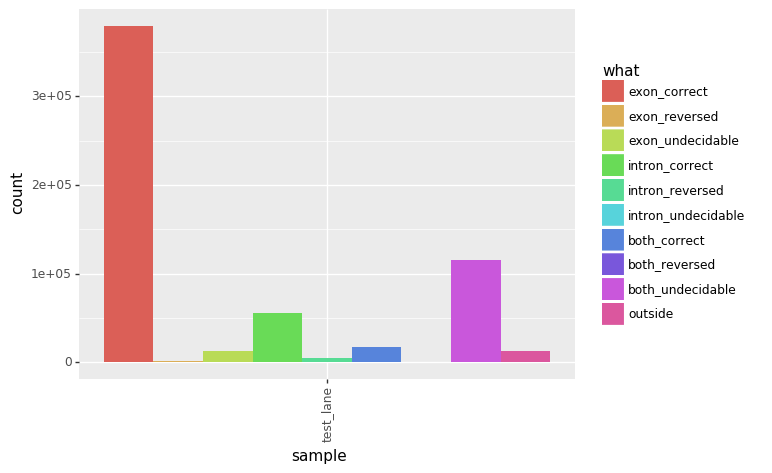 3e+05
2e+05
1e+05
0
count
test_lane
sample
what
exon_correct
exon_reversed
exon_undecidable
intron_correct
intron_reversed
intron_undecidable
both_correct
both_reversed
both_undecidable
outside